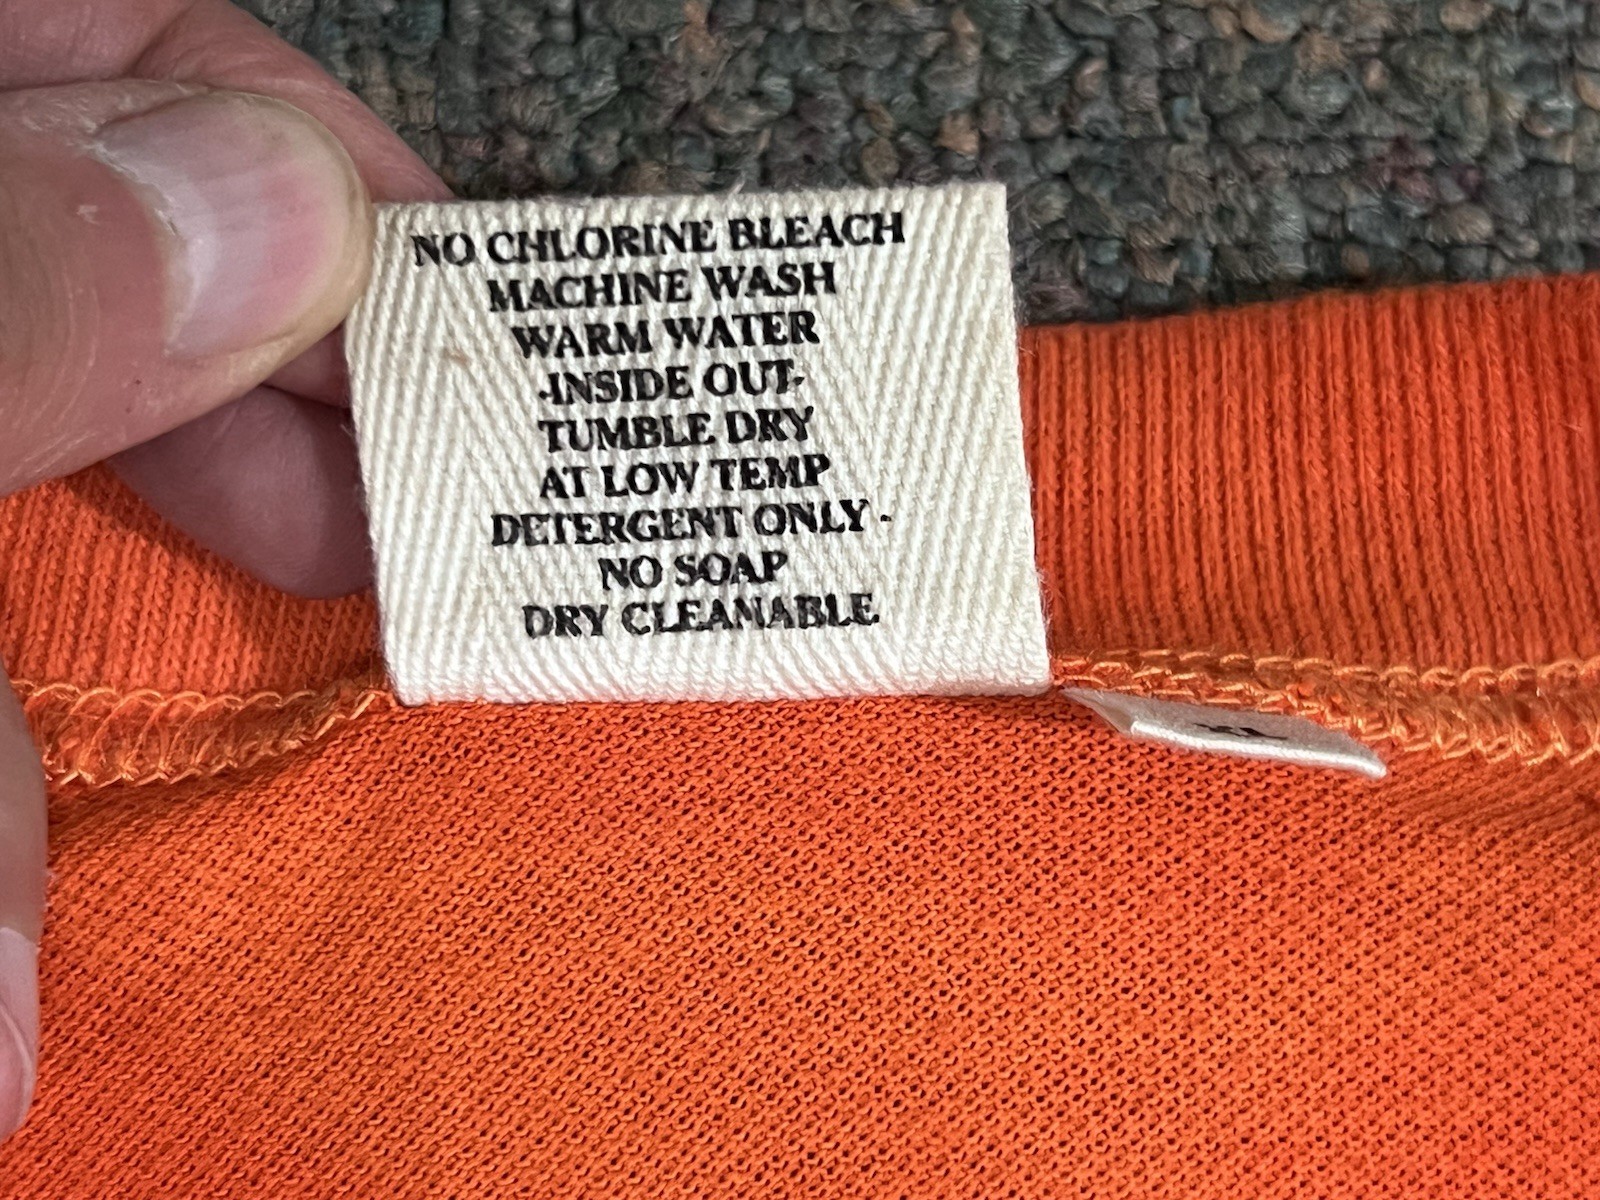 NO CHLORINE BLEACH
MACHINE WASH
WARM WATER
-INSIDE OUT-
TUMBLE DRY
AT LOW TEMP
DETERGENT ONLY -
NO SOAP
DRY CLEANABLE